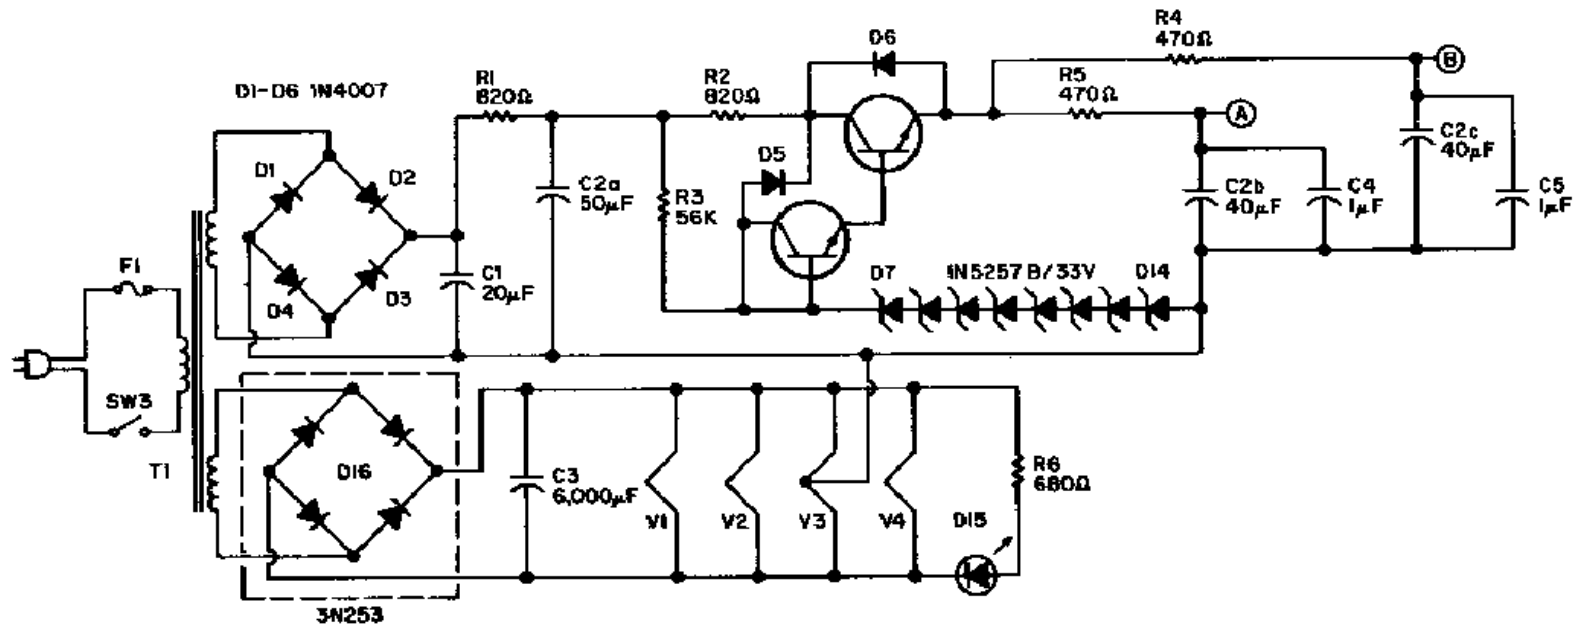 R4
470Ω
B
D6
R5
470Ω
A
D1-D6 1N4007
R1
820Ω
R2
820Ω
D5
C2a
50µF
R3
56K
C2b
40µF
C4
1µF
C2c
40µF
C5
1µF
D1
D2
D4
D3
C1
20µF
D7
1N5257B/33V
D14
F1
SW3
T1
D16
C3
6,000µF
V1
V2
V3
V4
R6
680Ω
D15
3N253